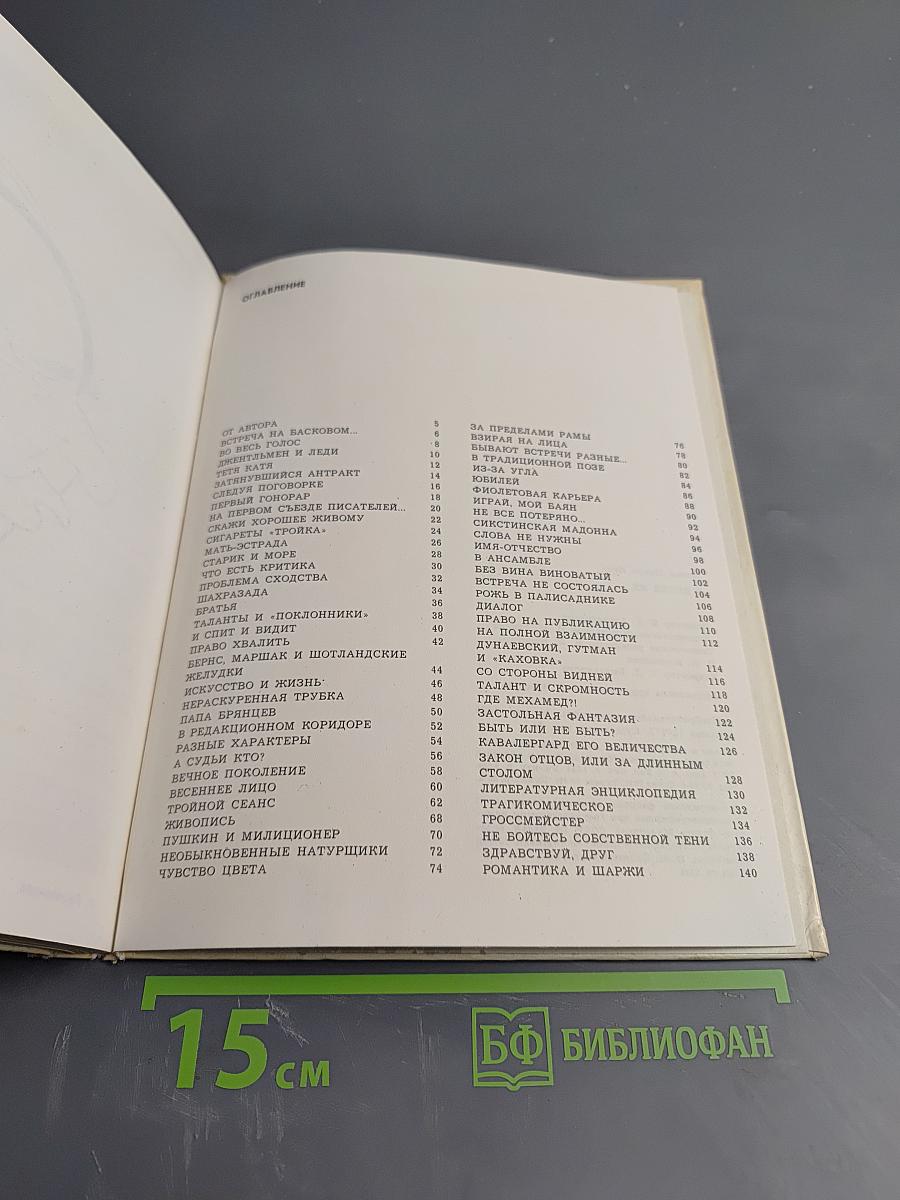 ОГЛАВЛЕНИЕ
ОТ АВТОРА 5
ВСТРЕЧА НА БАСКОВОМ... 6
ВО ВЕСЬ ГОЛОС 8
ДЖЕНТЛЬМЕН И ЛЕДИ 10
ТЕТЯ КАТЯ 12
ЗАТЯНУВШИЙСЯ АНТРАКТ 14
СЛЕДУЯ ПОГОВОРКЕ 16
ПЕРВЫЙ ГОНОРАР 18
НА ПЕРВОМ СЪЕЗДЕ ПИСАТЕЛЕЙ... 20
СКАЖИ ХОРОШЕЕ ЖИВОМУ 22
СИГАРЕТЫ «ТРОЙКА» 24
МАТЬ-ЭСТРАДА 26
СТАРИК И МОРЕ 28
ЧТО ЕСТЬ КРИТИКА 30
ПРОБЛЕМА СХОДСТВА 32
ШАХРАЗАДА 34
БРАТЬЯ 36
ТАЛАНТЫ И «ПОКЛОННИКИ» 38
И СПИТ И ВИДИТ 40
ПРАВО ХВАЛИТЬ 42
БЕРНС, МАРШАК И ШОТЛАНДСКИЕ
ЖЕЛУДКИ 44
ИСКУССТВО И ЖИЗНЬ 46
НЕРАСКУРЕННАЯ ТРУБКА 48
ПАПА БРЯНЦЕВ 50
В РЕДАКЦИОННОМ КОРИДОРЕ 52
РАЗНЫЕ ХАРАКТЕРЫ 54
А СУДЬИ КТО? 56
ВЕЧНОЕ ПОКОЛЕНИЕ 58
ВЕСЕННЕЕ ЛИЦО 60
ТРОЙНОЙ СЕАНС 62
ЖИВОПИСЬ 68
ПУШКИН И МИЛИЦИОНЕР 70
НЕОБЫКНОВЕННЫЕ НАТУРЩИКИ 72
ЧУВСТВО ЦВЕТА 74
ЗА ПРЕДЕЛАМИ РАМЫ 76
ВЗИРАЯ НА ЛИЦА 78
БЫВАЮТ ВСТРЕЧИ РАЗНЫЕ... 80
В ТРАДИЦИОННОЙ ПОЗЕ 82
ИЗ-ЗА УГЛА 84
ЮБИЛЕЙ 86
ФИОЛЕТОВАЯ КАРЬЕРА 88
ИГРАЙ, МОЙ БАЯН 90
НЕ ВСЕ ПОТЕРЯНО... 92
СИКСТИНСКАЯ МАДОННА 94
СЛОВА НЕ НУЖНЫ 96
ИМЯ-ОТЧЕСТВО 98
В АНСАМБЛЕ 100
БЕЗ ВИНА ВИНОВАТЫЙ 102
ВСТРЕЧА НЕ СОСТОЯЛАСЬ 104
РОЖЬ В ПАЛИСАДНИКЕ 106
ДИАЛОГ 108
ПРАВО НА ПУБЛИКАЦИЮ 110
НА ПОЛНОЙ ВЗАИМНОСТИ 112
ДУНАЕВСКИЙ, ГУТМАН
И «КАХОВКА» 114
СО СТОРОНЫ ВИДНЕЙ 116
ТАЛАНТ И СКРОМНОСТЬ 118
ГДЕ МЕХАМЕД?! 120
ЗАСТОЛЬНАЯ ФАНТАЗИЯ 122
БЫТЬ ИЛИ НЕ БЫТЬ? 124
КАВАЛЕРГАРД ЕГО ВЕЛИЧЕСТВА 126
ЗАКОН ОТЦОВ, ИЛИ ЗА ДЛИННЫМ
СТОЛОМ 128
ЛИТЕРАТУРНАЯ ЭНЦИКЛОПЕДИЯ 130
ТРАГИКОМИЧЕСКОЕ 132
ГРОССМЕЙСТЕР 134
НЕ БОЙТЕСЬ СОБСТВЕННОЙ ТЕНИ 136
ЗДРАВСТВУЙ, ДРУГ 138
РОМАНТИКА И ШАРЖИ 140
15 см
БФ БИБЛИОФАН